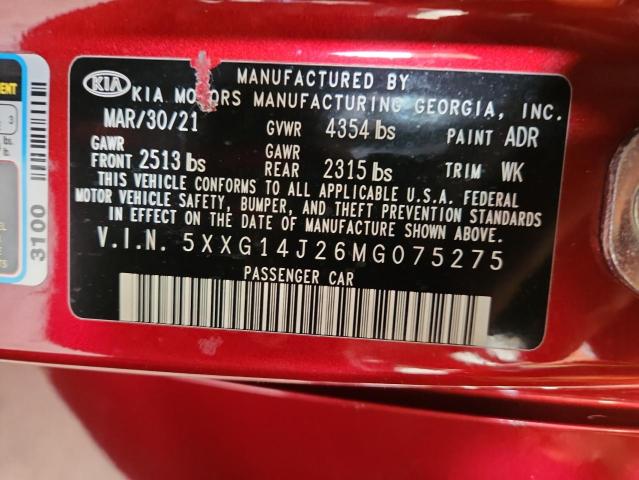 MANUFACTURED BY
KIA KIA MOTORS MANUFACTURING GEORGIA, INC.
MAR/30/21 GVWR 4354 lbs PAINT ADR
GAWR FRONT 2513 lbs GAWR REAR 2315 lbs TRIM WK
THIS VEHICLE CONFORMS TO ALL APPLICABLE U.S.A. FEDERAL
MOTOR VEHICLE SAFETY, BUMPER, AND THEFT PREVENTION STANDARDS
IN EFFECT ON THE DATE OF MANUFACTURE SHOWN ABOVE.
V.I.N. 5XXG14J26MG075275
PASSENGER CAR
3100